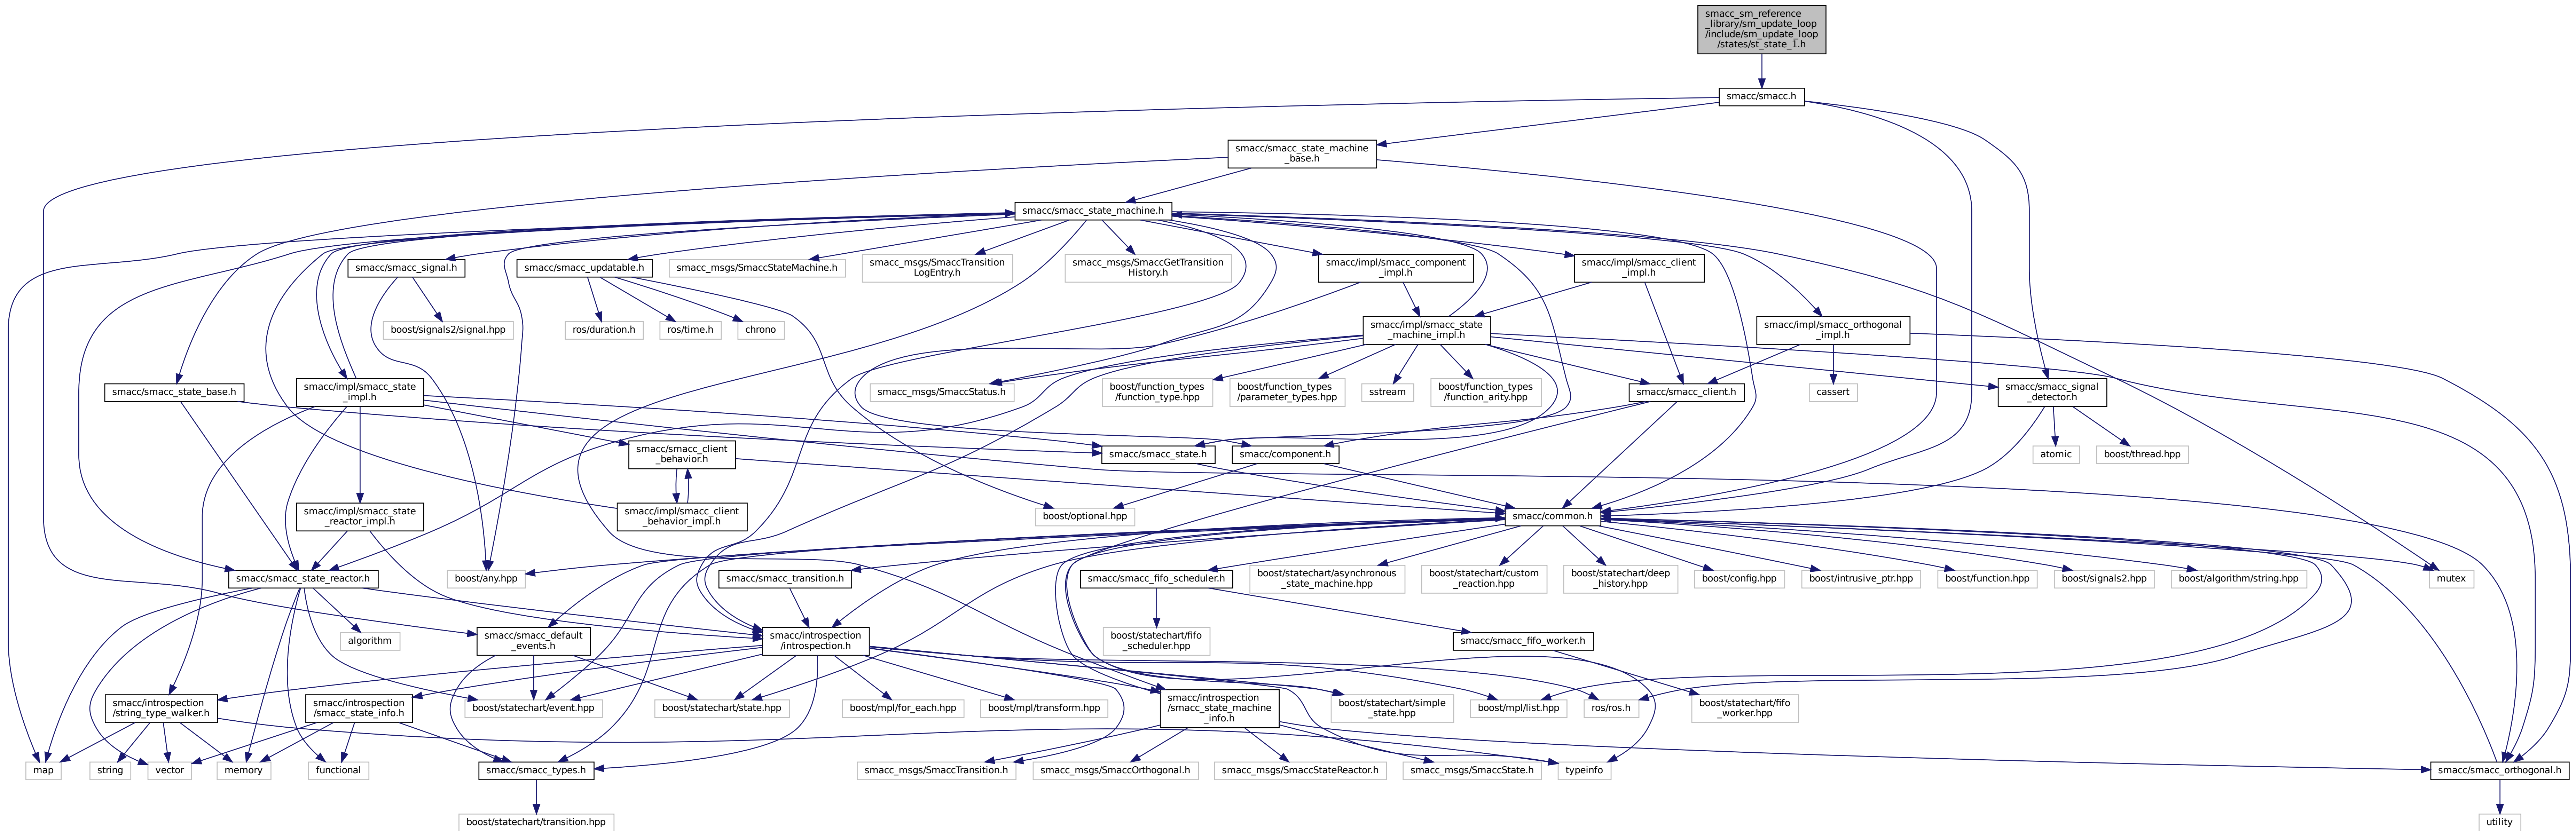 smacc_sm_reference
_library/sm_update_loop
/include/sm_update_loop
/states/st_state_1.h
smacc/smacc.h
smacc/smacc_state_machine
_base.h
smacc/smacc_state_machine.h
smacc/smacc_signal.h
smacc/smacc_updatable.h
smacc_msgs/SmaccStateMachine.h
smacc_msgs/SmaccTransition
LogEntry.h
smacc_msgs/SmaccGetTransition
History.h
smacc/impl/smacc_component
_impl.h
smacc/impl/smacc_client
_impl.h
boost/signals2/signal.hpp
ros/duration.h
ros/time.h
chrono
smacc/impl/smacc_state
_machine_impl.h
smacc/impl/smacc_orthogonal
_impl.h
smacc/smacc_state_base.h
smacc/impl/smacc_state
_impl.h
smacc_msgs/SmaccStatus.h
boost/function_types
/function_type.hpp
boost/function_types
/parameter_types.hpp
sstream
boost/function_types
/function_arity.hpp
smacc/smacc_client.h
cassert
smacc/smacc_signal
_detector.h
smacc/smacc_client
_behavior.h
smacc/smacc_state.h
smacc/component.h
atomic
boost/thread.hpp
smacc/impl/smacc_state
_reactor_impl.h
smacc/impl/smacc_client
_behavior_impl.h
boost/optional.hpp
smacc/common.h
smacc/smacc_state_reactor.h
boost/any.hpp
smacc/smacc_transition.h
smacc/smacc_fifo_scheduler.h
boost/statechart/asynchronous
_state_machine.hpp
boost/statechart/custom
_reaction.hpp
boost/statechart/deep
_history.hpp
boost/config.hpp
boost/intrusive_ptr.hpp
boost/function.hpp
boost/signals2.hpp
boost/algorithm/string.hpp
mutex
algorithm
smacc/smacc_default
_events.h
smacc/introspection
/introspection.h
boost/statechart/fifo
_scheduler.hpp
smacc/smacc_fifo_worker.h
smacc/introspection
/string_type_walker.h
smacc/introspection
/smacc_state_info.h
boost/statechart/event.hpp
boost/statechart/state.hpp
boost/mpl/for_each.hpp
boost/mpl/transform.hpp
smacc/introspection
/smacc_state_machine
_info.h
boost/statechart/simple
_state.hpp
boost/mpl/list.hpp
ros/ros.h
boost/statechart/fifo
_worker.hpp
map
string
vector
memory
functional
smacc/smacc_types.h
smacc_msgs/SmaccTransition.h
smacc_msgs/SmaccOrthogonal.h
smacc_msgs/SmaccStateReactor.h
smacc_msgs/SmaccState.h
typeinfo
smacc/smacc_orthogonal.h
boost/statechart/transition.hpp
utility